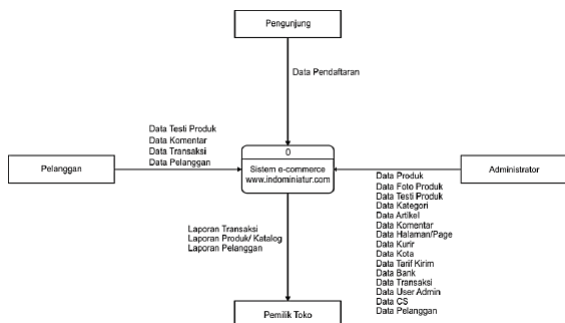 Pengunjung
Data Pendaftaran
Data Testi Produk
Data Komentar
Data Transaksi
Data Pelanggan
Pelanggan
0
Sistem e-commerce
www.indominiatur.com
Administrator
Data Produk
Data Foto Produk
Data Testi Produk
Data Kategori
Data Artikel
Data Komentar
Data Halaman/Page
Data Kurir
Data Kota
Data Tarif Kirim
Data Bank
Data Transaksi
Data User Admin
Data CS
Data Pelanggan
Laporan Transaksi
Laporan Produk/ Katalog
Laporan Pelanggan
Pemilik Toko